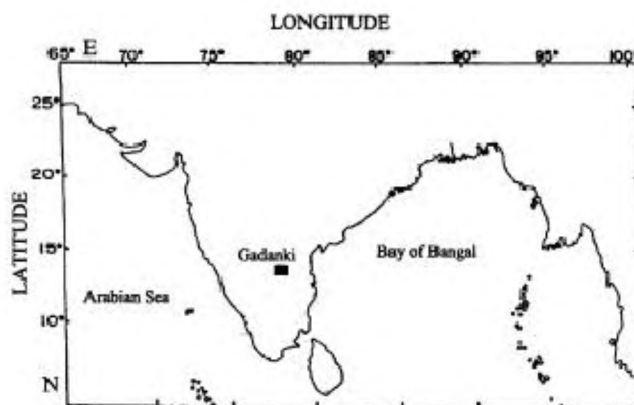 LONGITUDE
65° E 70° 75° 80° 85° 90° 95° 100
25°
20°
15°
10°
N
LATITUDE
Gadanki
Bay of Bangal
Arabian Sea